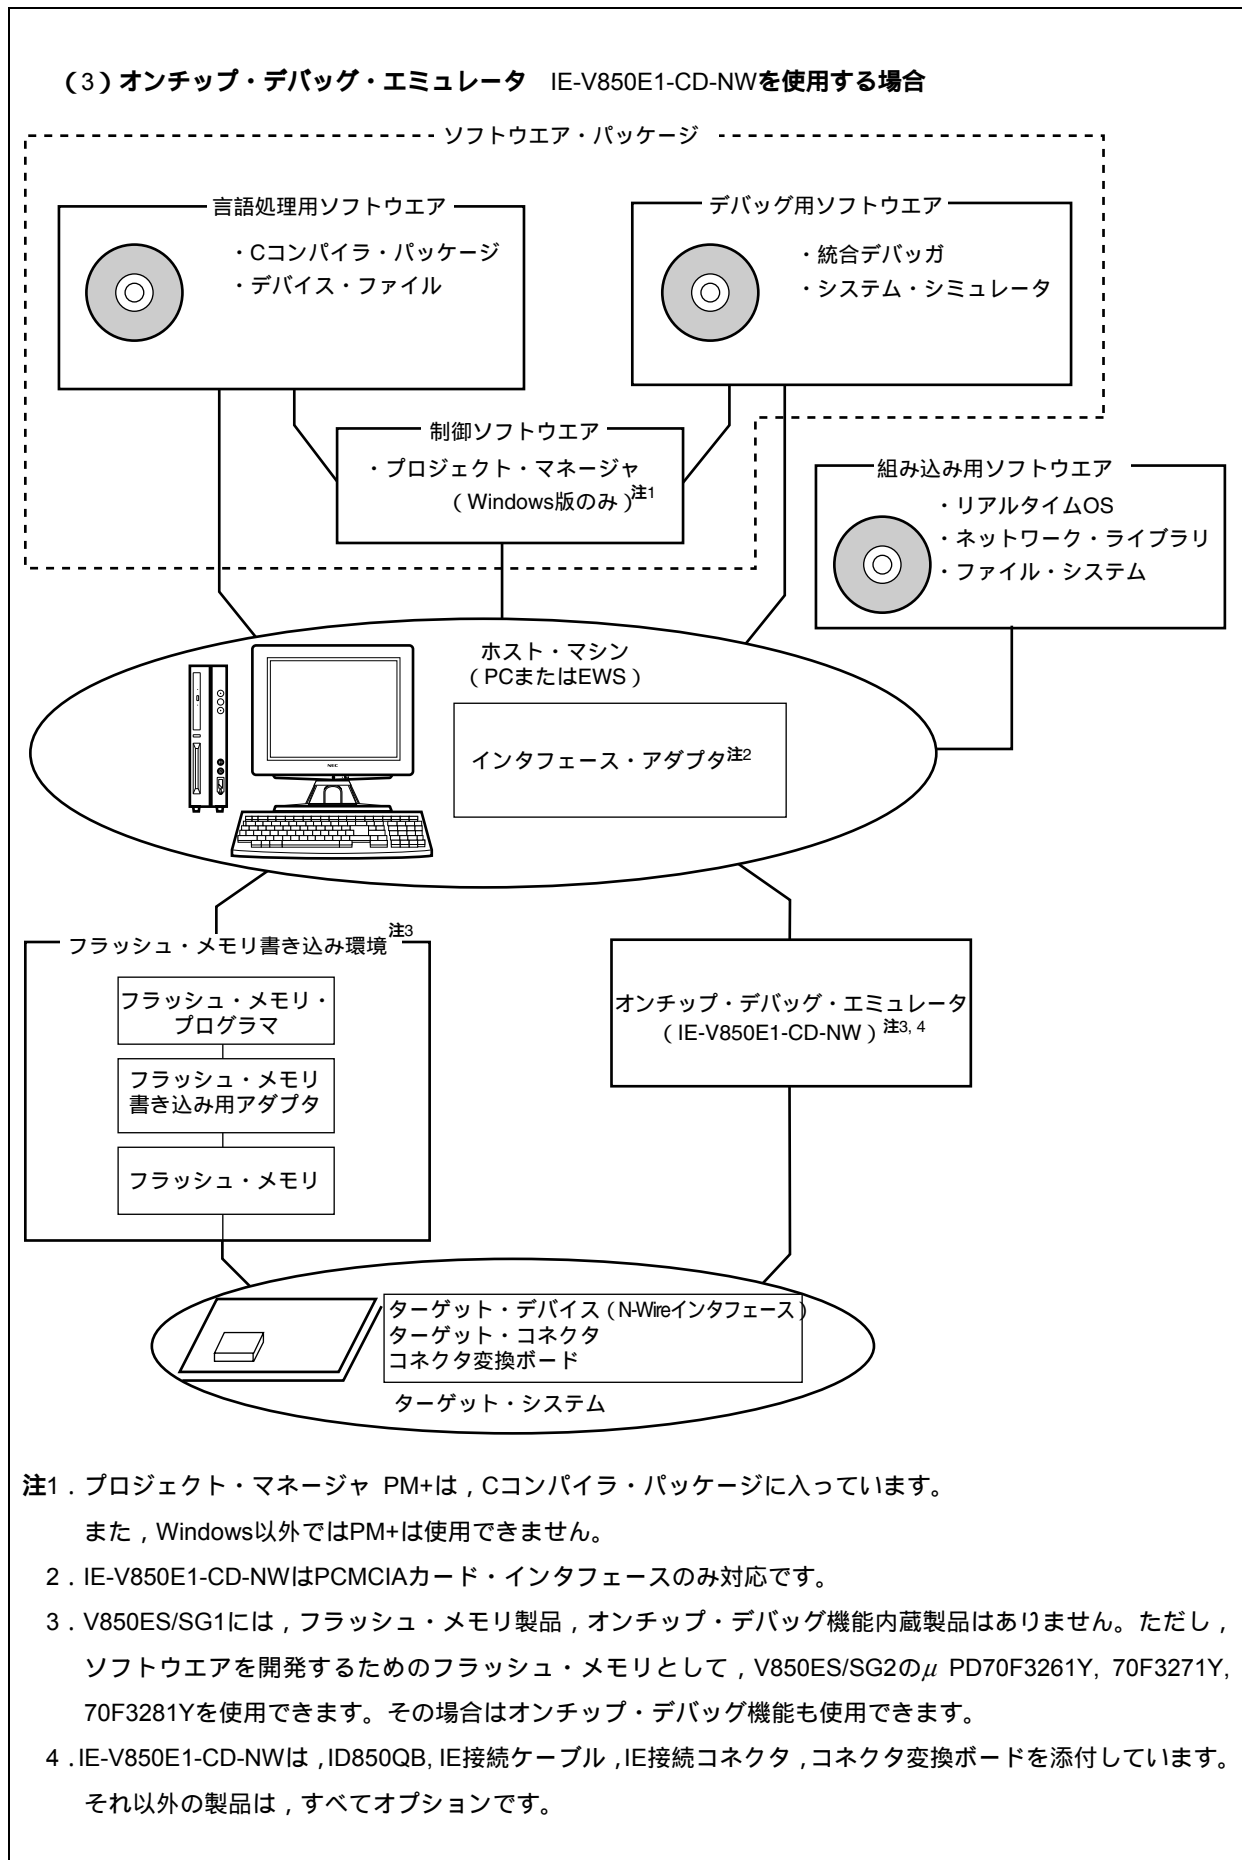 （3）オンチップ・デバッグ・エミュレータ　IE-V850E1-CD-NWを使用する場合
ソフトウエア・パッケージ
言語処理用ソフトウエア
・Cコンパイラ・パッケージ
・デバイス・ファイル
デバッグ用ソフトウエア
・統合デバッガ
・システム・シミュレータ
制御ソフトウエア
・プロジェクト・マネージャ
（Windows版のみ）注1
組み込み用ソフトウエア
・リアルタイムOS
・ネットワーク・ライブラリ
・ファイル・システム
ホスト・マシン
（PCまたはEWS）
インタフェース・アダプタ注2
NEC
フラッシュ・メモリ書き込み環境注3
フラッシュ・メモリ・
プログラマ
フラッシュ・メモリ
書き込み用アダプタ
フラッシュ・メモリ
オンチップ・デバッグ・エミュレータ
（IE-V850E1-CD-NW）注3, 4
ターゲット・デバイス（N-Wireインタフェース）
ターゲット・コネクタ
コネクタ変換ボード
ターゲット・システム
注1．プロジェクト・マネージャ PM+は，Cコンパイラ・パッケージに入っています。
また，Windows以外ではPM+は使用できません。
2．IE-V850E1-CD-NWはPCMCIAカード・インタフェースのみ対応です。
3．V850ES/SG1には，フラッシュ・メモリ製品，オンチップ・デバッグ機能内蔵製品はありません。ただし，
ソフトウエアを開発するためのフラッシュ・メモリとして，V850ES/SG2のμ PD70F3261Y, 70F3271Y,
70F3281Yを使用できます。その場合はオンチップ・デバッグ機能も使用できます。
4．IE-V850E1-CD-NWは，ID850QB, IE接続ケーブル，IE接続コネクタ，コネクタ変換ボードを添付しています。
それ以外の製品は，すべてオプションです。